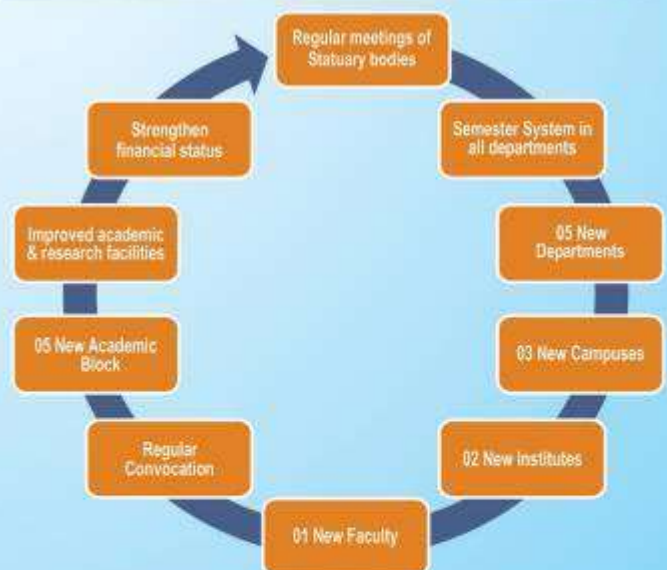 Regular meetings of
Statuary bodies
Semester System in
all departments
05 New
Departments
03 New Campuses
02 New Institutes
01 New Faculty
Regular
Convocation
05 New Academic
Block
Improved academic
& research facilities
Strengthen
financial status